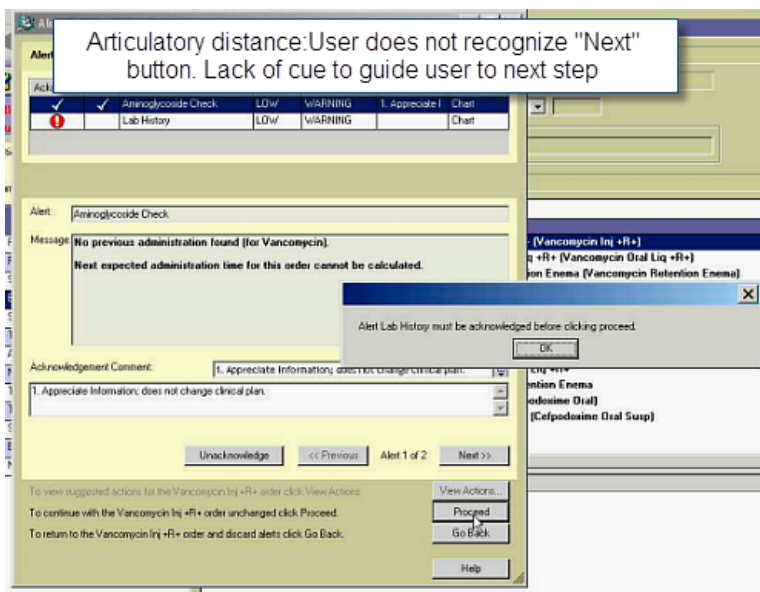 Articulatory distance:User does not recognize "Next"
button. Lack of cue to guide user to next step
Aminoglycoside Check LOW WARNING 1. Appreciate I Chart
Lab History LOW WARNING Chart
Alert: Aminoglycoside Check
Message: No previous administration found (for Vancomycin).
Next expected administration time for this order cannot be calculated.
(Vancomycin Inj +R+)
+R+ (Vancomycin Oral Liq +R+)
Enema (Vancomycin Retention Enema)
Alert Lab History must be acknowledged before clicking proceed.
OK
Acknowledgement Comment: 1. Appreciate Information; does not change clinical plan.
1. Appreciate Information; does not change clinical plan.
Enema
Oral)
(Cefpodoxime Oral Susp)
Unacknowledge << Previous Alert 1 of 2 Next >>
To view suggested actions for the Vancomycin Inj +R+ order click View Actions View Actions...
To continue with the Vancomycin Inj +R+ order unchanged click Proceed. Proceed
To return to the Vancomycin Inj +R+ order and discard alerts click Go Back. Go Back
Help